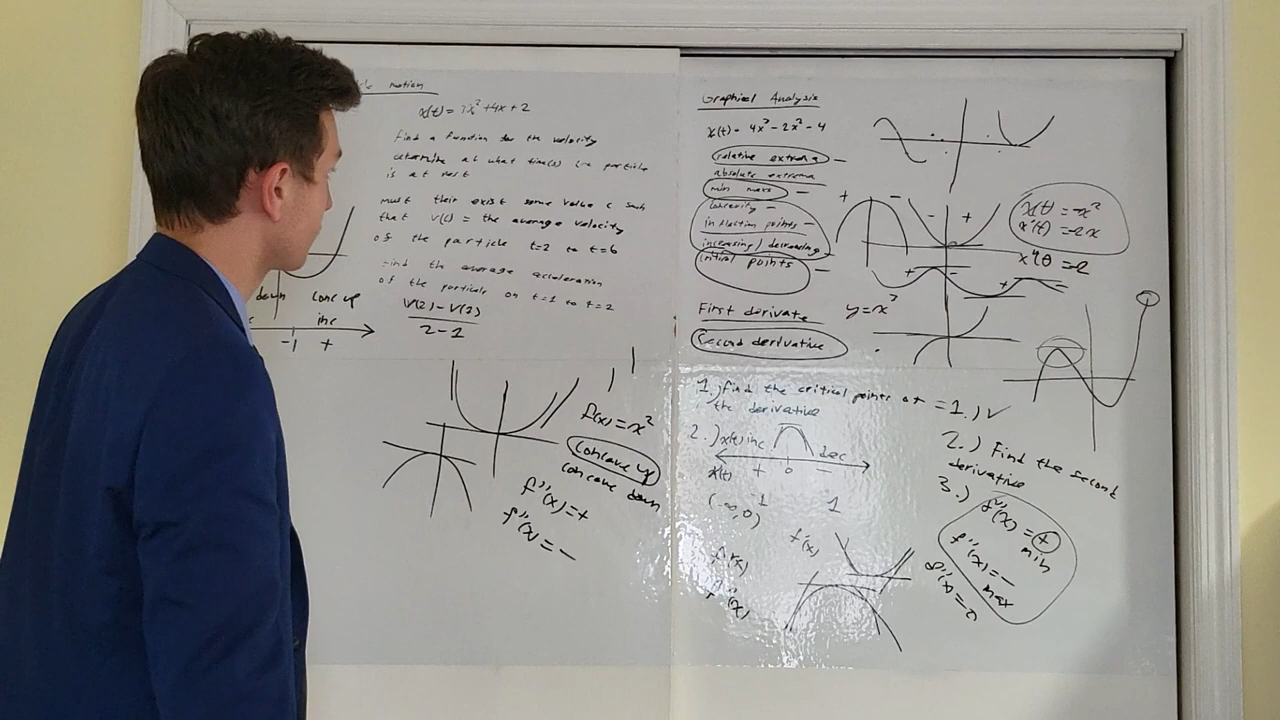 motion
x(t) = 3x² + 4x + 2
find a function for the velocity
determine at what time(s) the particle
is at rest
must their exist some value c such
that v(c) = the average velocity
of the particle t=2 to t=6
find the average acceleration
of the particle on t=1 to t=2
v(2) - v(1)
2 - 1
conc up
inc
-1 +
f(x) = x²
concave up
concave down
f''(x) = +
f''(x) = -
Graphical Analysis
x(t) = 4x³ - 2x² - 4
relative extrema -
absolute extrema
min maxs -
concavity -
inflection points -
increasing/decreasing
critical points -
First derivate
Second derivative
+ - - +
x(t) = -x²
x'(t) = -2x
y = x³
1.) find the critical points at = 1.) ✓
the derivative
2.) x(t) inc dec
+ 0 -
-1 1
(-∞, 0)
f'(x)
f'(x)
f''(x)
2.) Find the second
derivative
3.) f''(x) = +
min
f''(x) = -
max